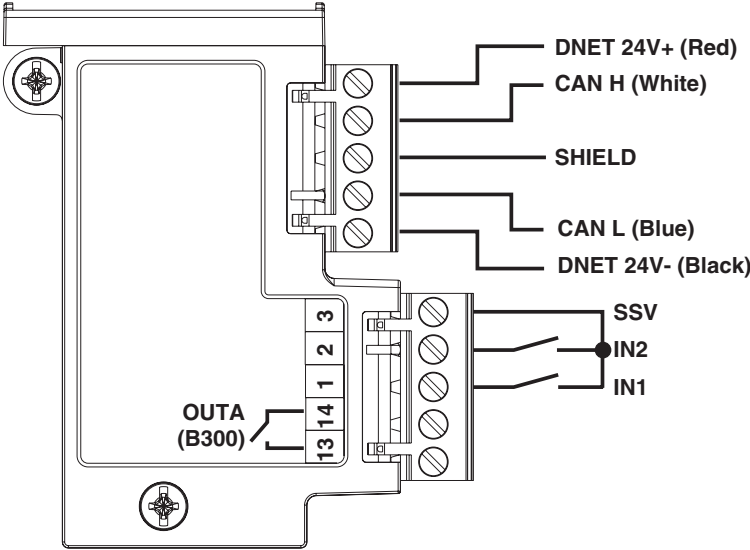 DNET 24V+ (Red)
CAN H (White)
SHIELD
CAN L (Blue)
DNET 24V- (Black)
SSV
IN2
IN1
3
2
1
14
13
OUTA
(B300)